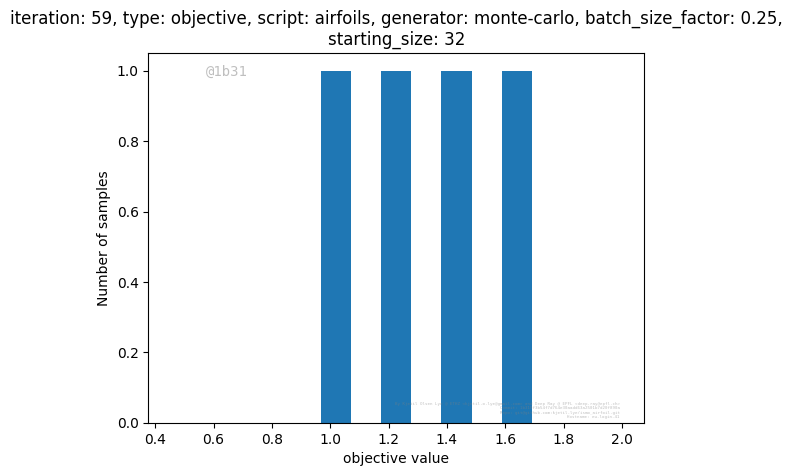 iteration: 59, type: objective, script: airfoils, generator: monte-carlo, batch_size_factor: 0.25,
starting_size: 32
@1b31
1.0
0.8
0.6
0.4
0.2
0.0
Number of samples
0.4 0.6 0.8 1.0 1.2 1.4 1.6 1.8 2.0
objective value